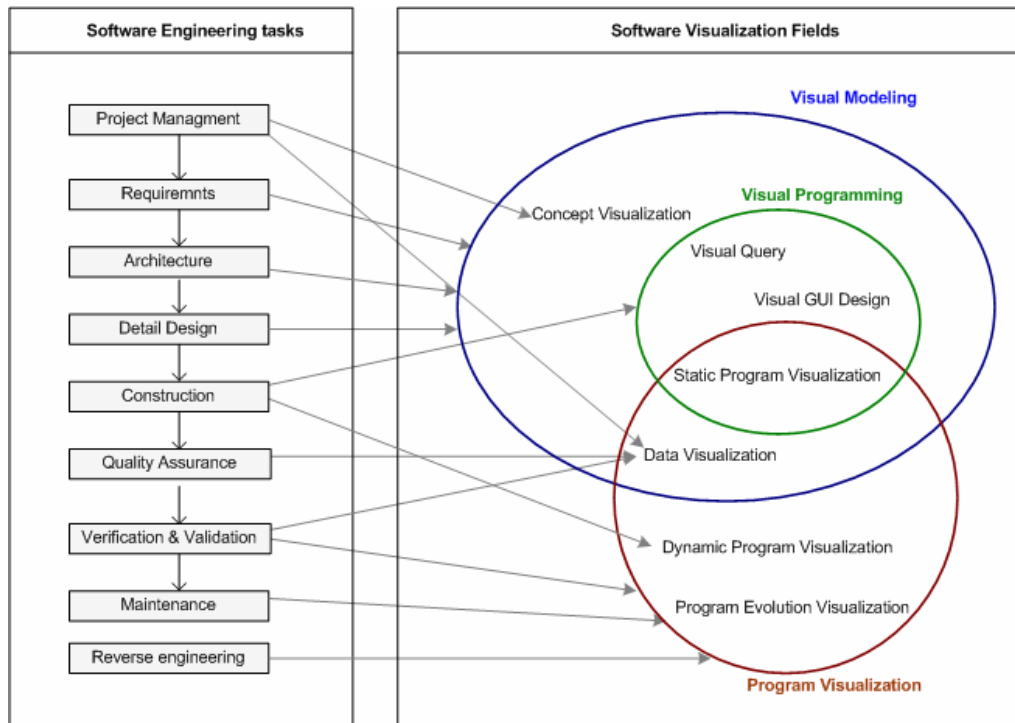 Software Engineering tasks
Software Visualization Fields
Project Managment
Requiremnts
Architecture
Detail Design
Construction
Quality Assurance
Verification & Validation
Maintenance
Reverse engineering
Visual Modeling
Visual Programming
Concept Visualization
Visual Query
Visual GUI Design
Static Program Visualization
Data Visualization
Dynamic Program Visualization
Program Evolution Visualization
Program Visualization